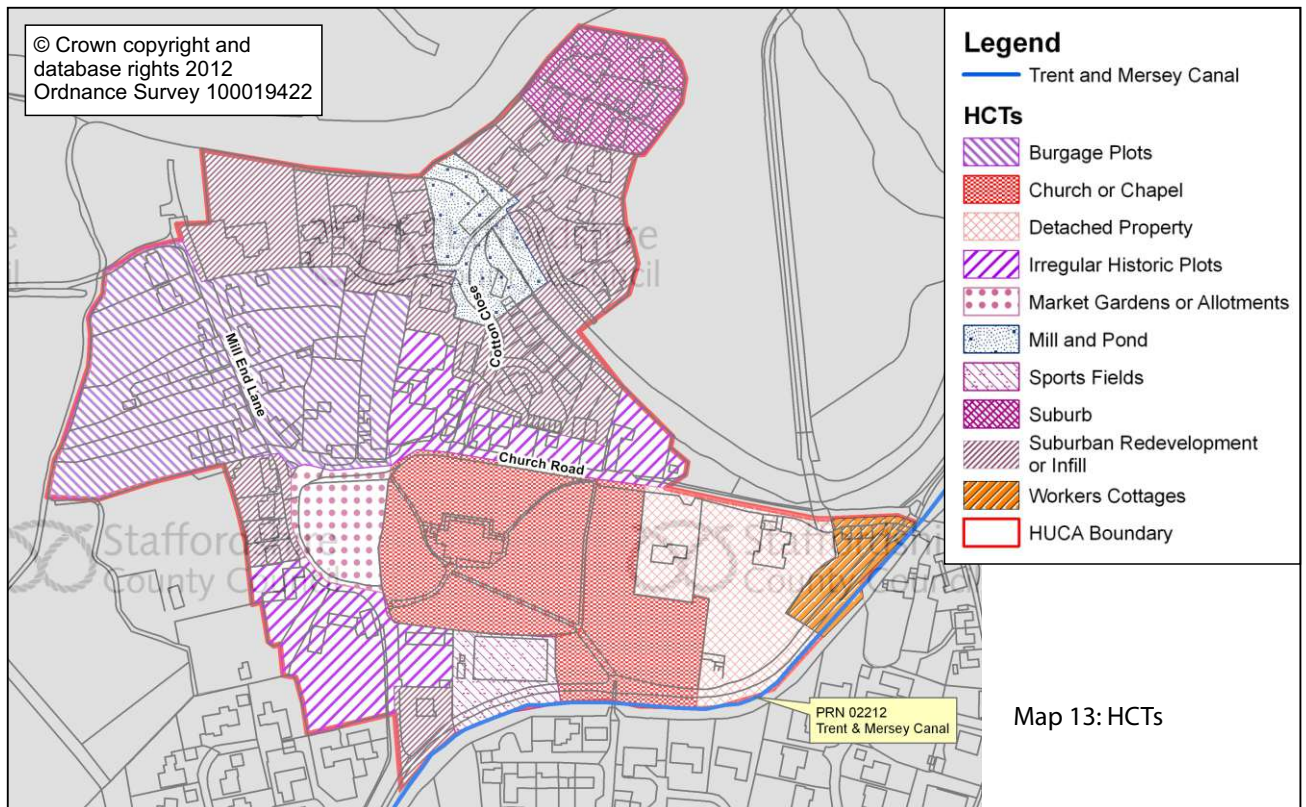 © Crown copyright and
database rights 2012
Ordnance Survey 100019422
Legend
Trent and Mersey Canal
HCTs
Burgage Plots
Church or Chapel
Detached Property
Irregular Historic Plots
Market Gardens or Allotments
Mill and Pond
Sports Fields
Suburb
Suburban Redevelopment
or Infill
Workers Cottages
HUCA Boundary
Mill End Lane
Cotton Close
Church Road
Staffordshire
County Council
PRN 02212
Trent & Mersey Canal
Map 13: HCTs